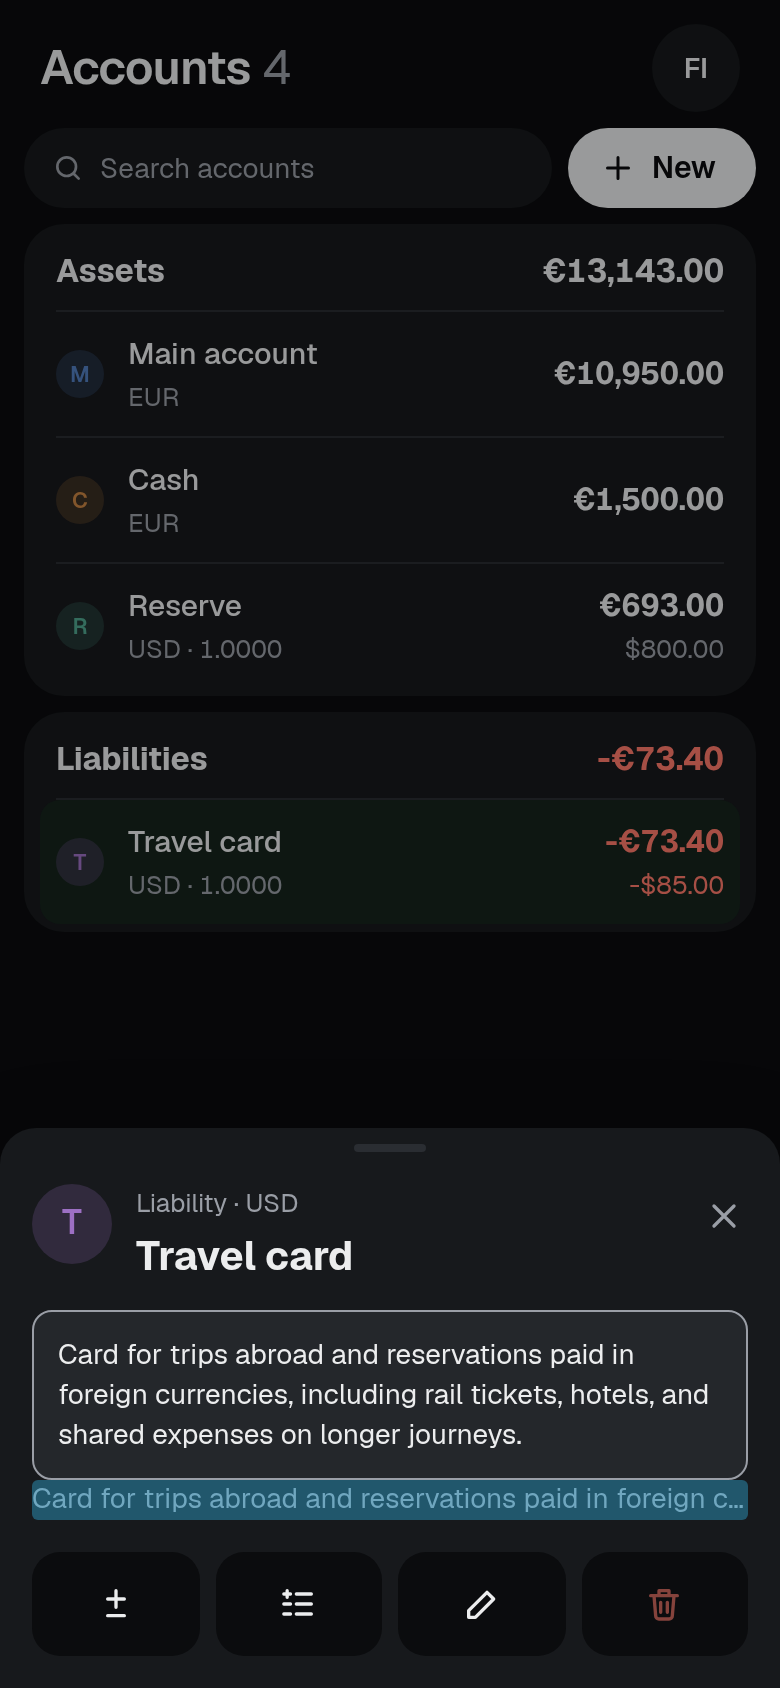 Accounts 4
FI
Search accounts
New
Assets €13,143.00
M
Main account
EUR
€10,950.00
C
Cash
EUR
€1,500.00
R
Reserve
USD · 1.0000
€693.00
$800.00
Liabilities -€73.40
T
Travel card
USD · 1.0000
-€73.40
-$85.00
T
Liability · USD
Travel card
Card for trips abroad and reservations paid in
foreign currencies, including rail tickets, hotels, and
shared expenses on longer journeys.
Card for trips abroad and reservations paid in foreign c…